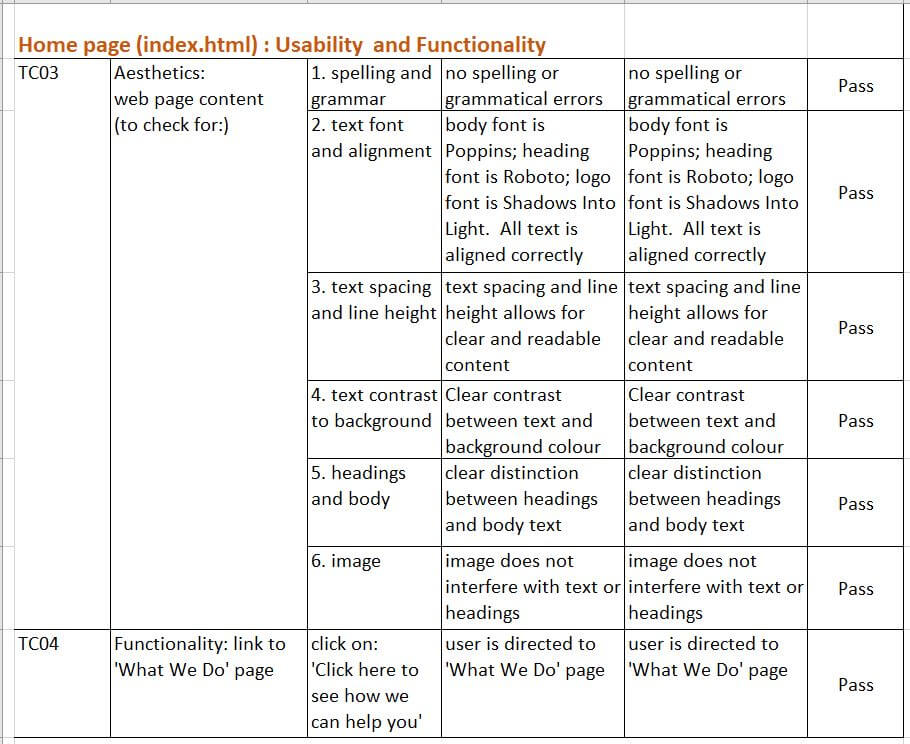 Home page (index.html) : Usability  and Functionality
TC03
Aesthetics:
web page content
(to check for:)
1. spelling and
grammar
no spelling or
grammatical errors
no spelling or
grammatical errors
Pass
2. text font
and alignment
body font is
Poppins; heading
font is Roboto; logo
font is Shadows Into
Light.  All text is
aligned correctly
body font is
Poppins; heading
font is Roboto; logo
font is Shadows Into
Light.  All text is
aligned correctly
Pass
3. text spacing
and line height
text spacing and line
height allows for
clear and readable
content
text spacing and line
height allows for
clear and readable
content
Pass
4. text contrast
to background
Clear contrast
between text and
background colour
Clear contrast
between text and
background colour
Pass
5. headings
and body
clear distinction
between headings
and body text
clear distinction
between headings
and body text
Pass
6. image
image does not
interfere with text or
headings
image does not
interfere with text or
headings
Pass
TC04
Functionality: link to
'What We Do' page
click on:
'Click here to
see how we
can help you'
user is directed to
'What We Do' page
user is directed to
'What We Do' page
Pass